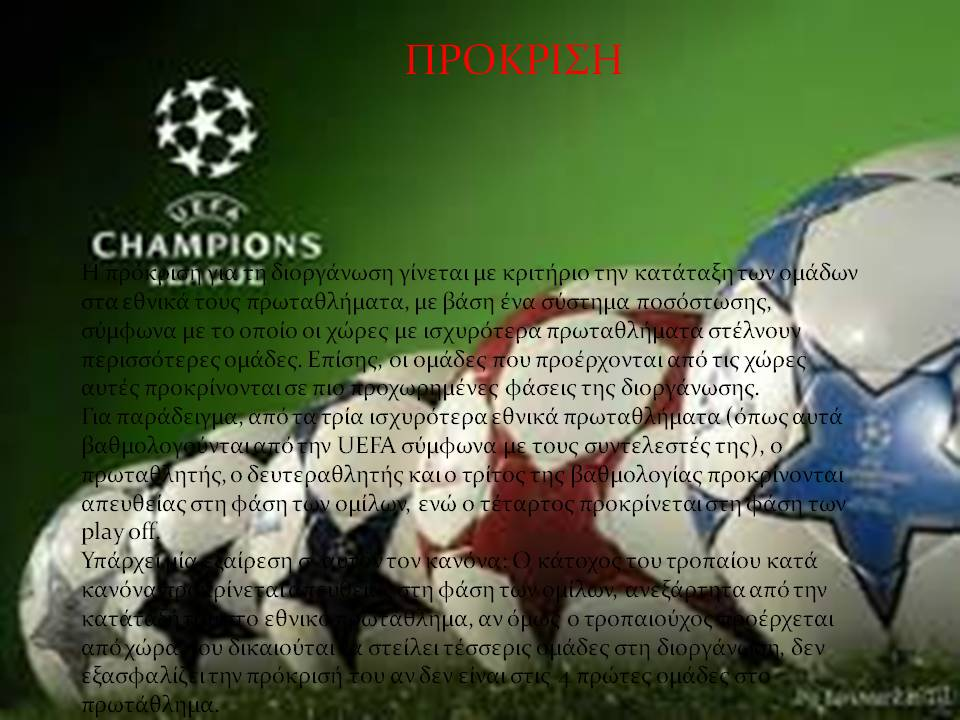 ΠΡΟΚΡΙΣΗ
UEFA
CHAMPIONS
LEAGUE
Η πρόκριση για τη διοργάνωση γίνεται με κριτήριο την κατάταξη των ομάδων
στα εθνικά τους πρωταθλήματα, με βάση ένα σύστημα ποσόστωσης,
σύμφωνα με το οποίο οι χώρες με ισχυρότερα πρωταθλήματα στέλνουν
περισσότερες ομάδες. Επίσης, οι ομάδες που προέρχονται από τις χώρες
αυτές προκρίνονται σε πιο προχωρημένες φάσεις της διοργάνωσης.
Για παράδειγμα, από τα τρία ισχυρότερα εθνικά πρωταθλήματα (όπως αυτά
βαθμολογούνται από την UEFA σύμφωνα με τους συντελεστές της), ο
πρωταθλητής, ο δευτεραθλητής και ο τρίτος της βαθμολογίας προκρίνονται
απευθείας στη φάση των ομίλων, ενώ ο τέταρτος προκρίνεται στη φάση των
play off.
Υπάρχει μία εξαίρεση σ' αυτόν τον κανόνα: Ο κάτοχος του τροπαίου κατά
κανόνα προκρίνεται απευθείας στη φάση των ομίλων, ανεξάρτητα από την
κατάταξή του στο εθνικό πρωτάθλημα, αν όμως ο τροπαιούχος προέρχεται
από χώρα που δικαιούται να στείλει τέσσερις ομάδες στη διοργάνωση, δεν
εξασφαλίζει την πρόκρισή του αν δεν είναι στις 4 πρώτες ομάδες στο
πρωτάθλημα.